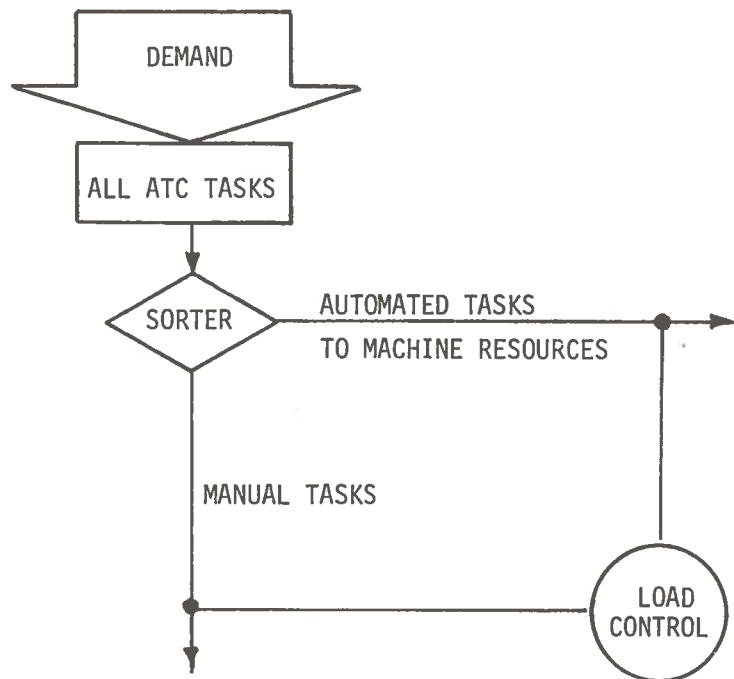 DEMAND
ALL ATC TASKS
SORTER
AUTOMATED TASKS
TO MACHINE RESOURCES
MANUAL TASKS
LOAD
CONTROL